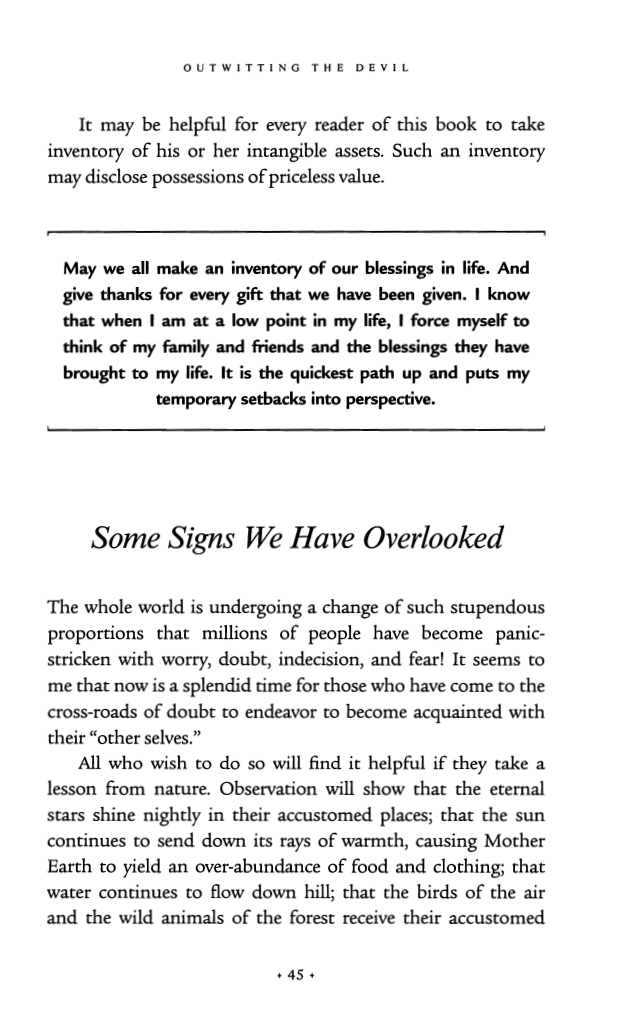 OUTWITTING THE DEVIL
It may be helpful for every reader of this book to take
inventory of his or her intangible assets. Such an inventory
may disclose possessions of priceless value.
May we all make an inventory of our blessings in life. And
give thanks for every gift that we have been given. I know
that when I am at a low point in my life, I force myself to
think of my family and friends and the blessings they have
brought to my life. It is the quickest path up and puts my
temporary setbacks into perspective.
Some Signs We Have Overlooked
The whole world is undergoing a change of such stupendous
proportions that millions of people have become panic-
stricken with worry, doubt, indecision, and fear! It seems to
me that now is a splendid time for those who have come to the
cross-roads of doubt to endeavor to become acquainted with
their “other selves.”
All who wish to do so will find it helpful if they take a
lesson from nature. Observation will show that the eternal
stars shine nightly in their accustomed places; that the sun
continues to send down its rays of warmth, causing Mother
Earth to yield an over-abundance of food and clothing; that
water continues to flow down hill; that the birds of the air
and the wild animals of the forest receive their accustomed
• 45 •